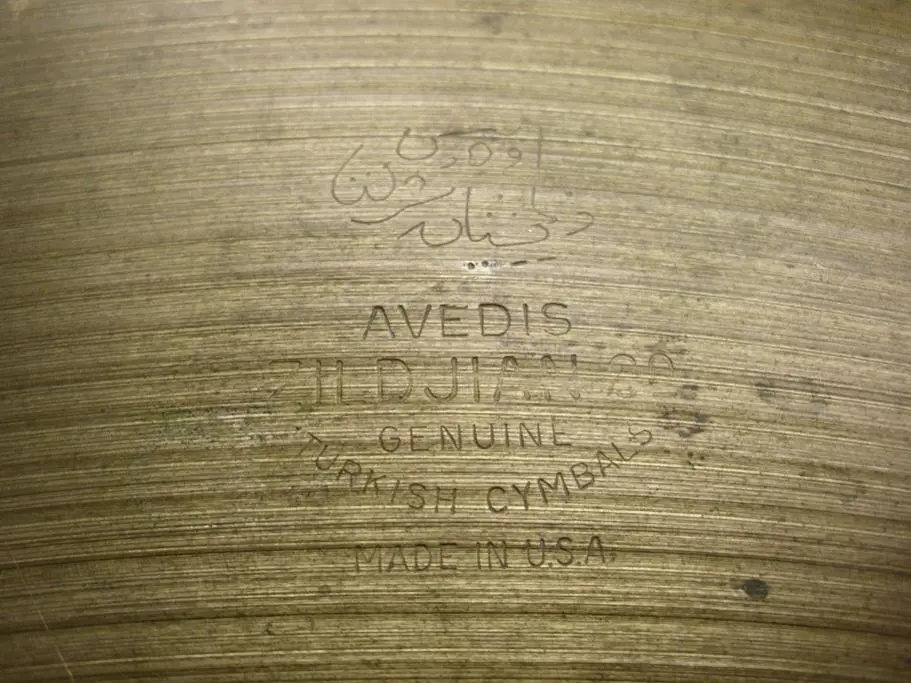 AVEDIS
ZILDJIAN CO.
GENUINE
TURKISH CYMBALS
MADE IN U.S.A.